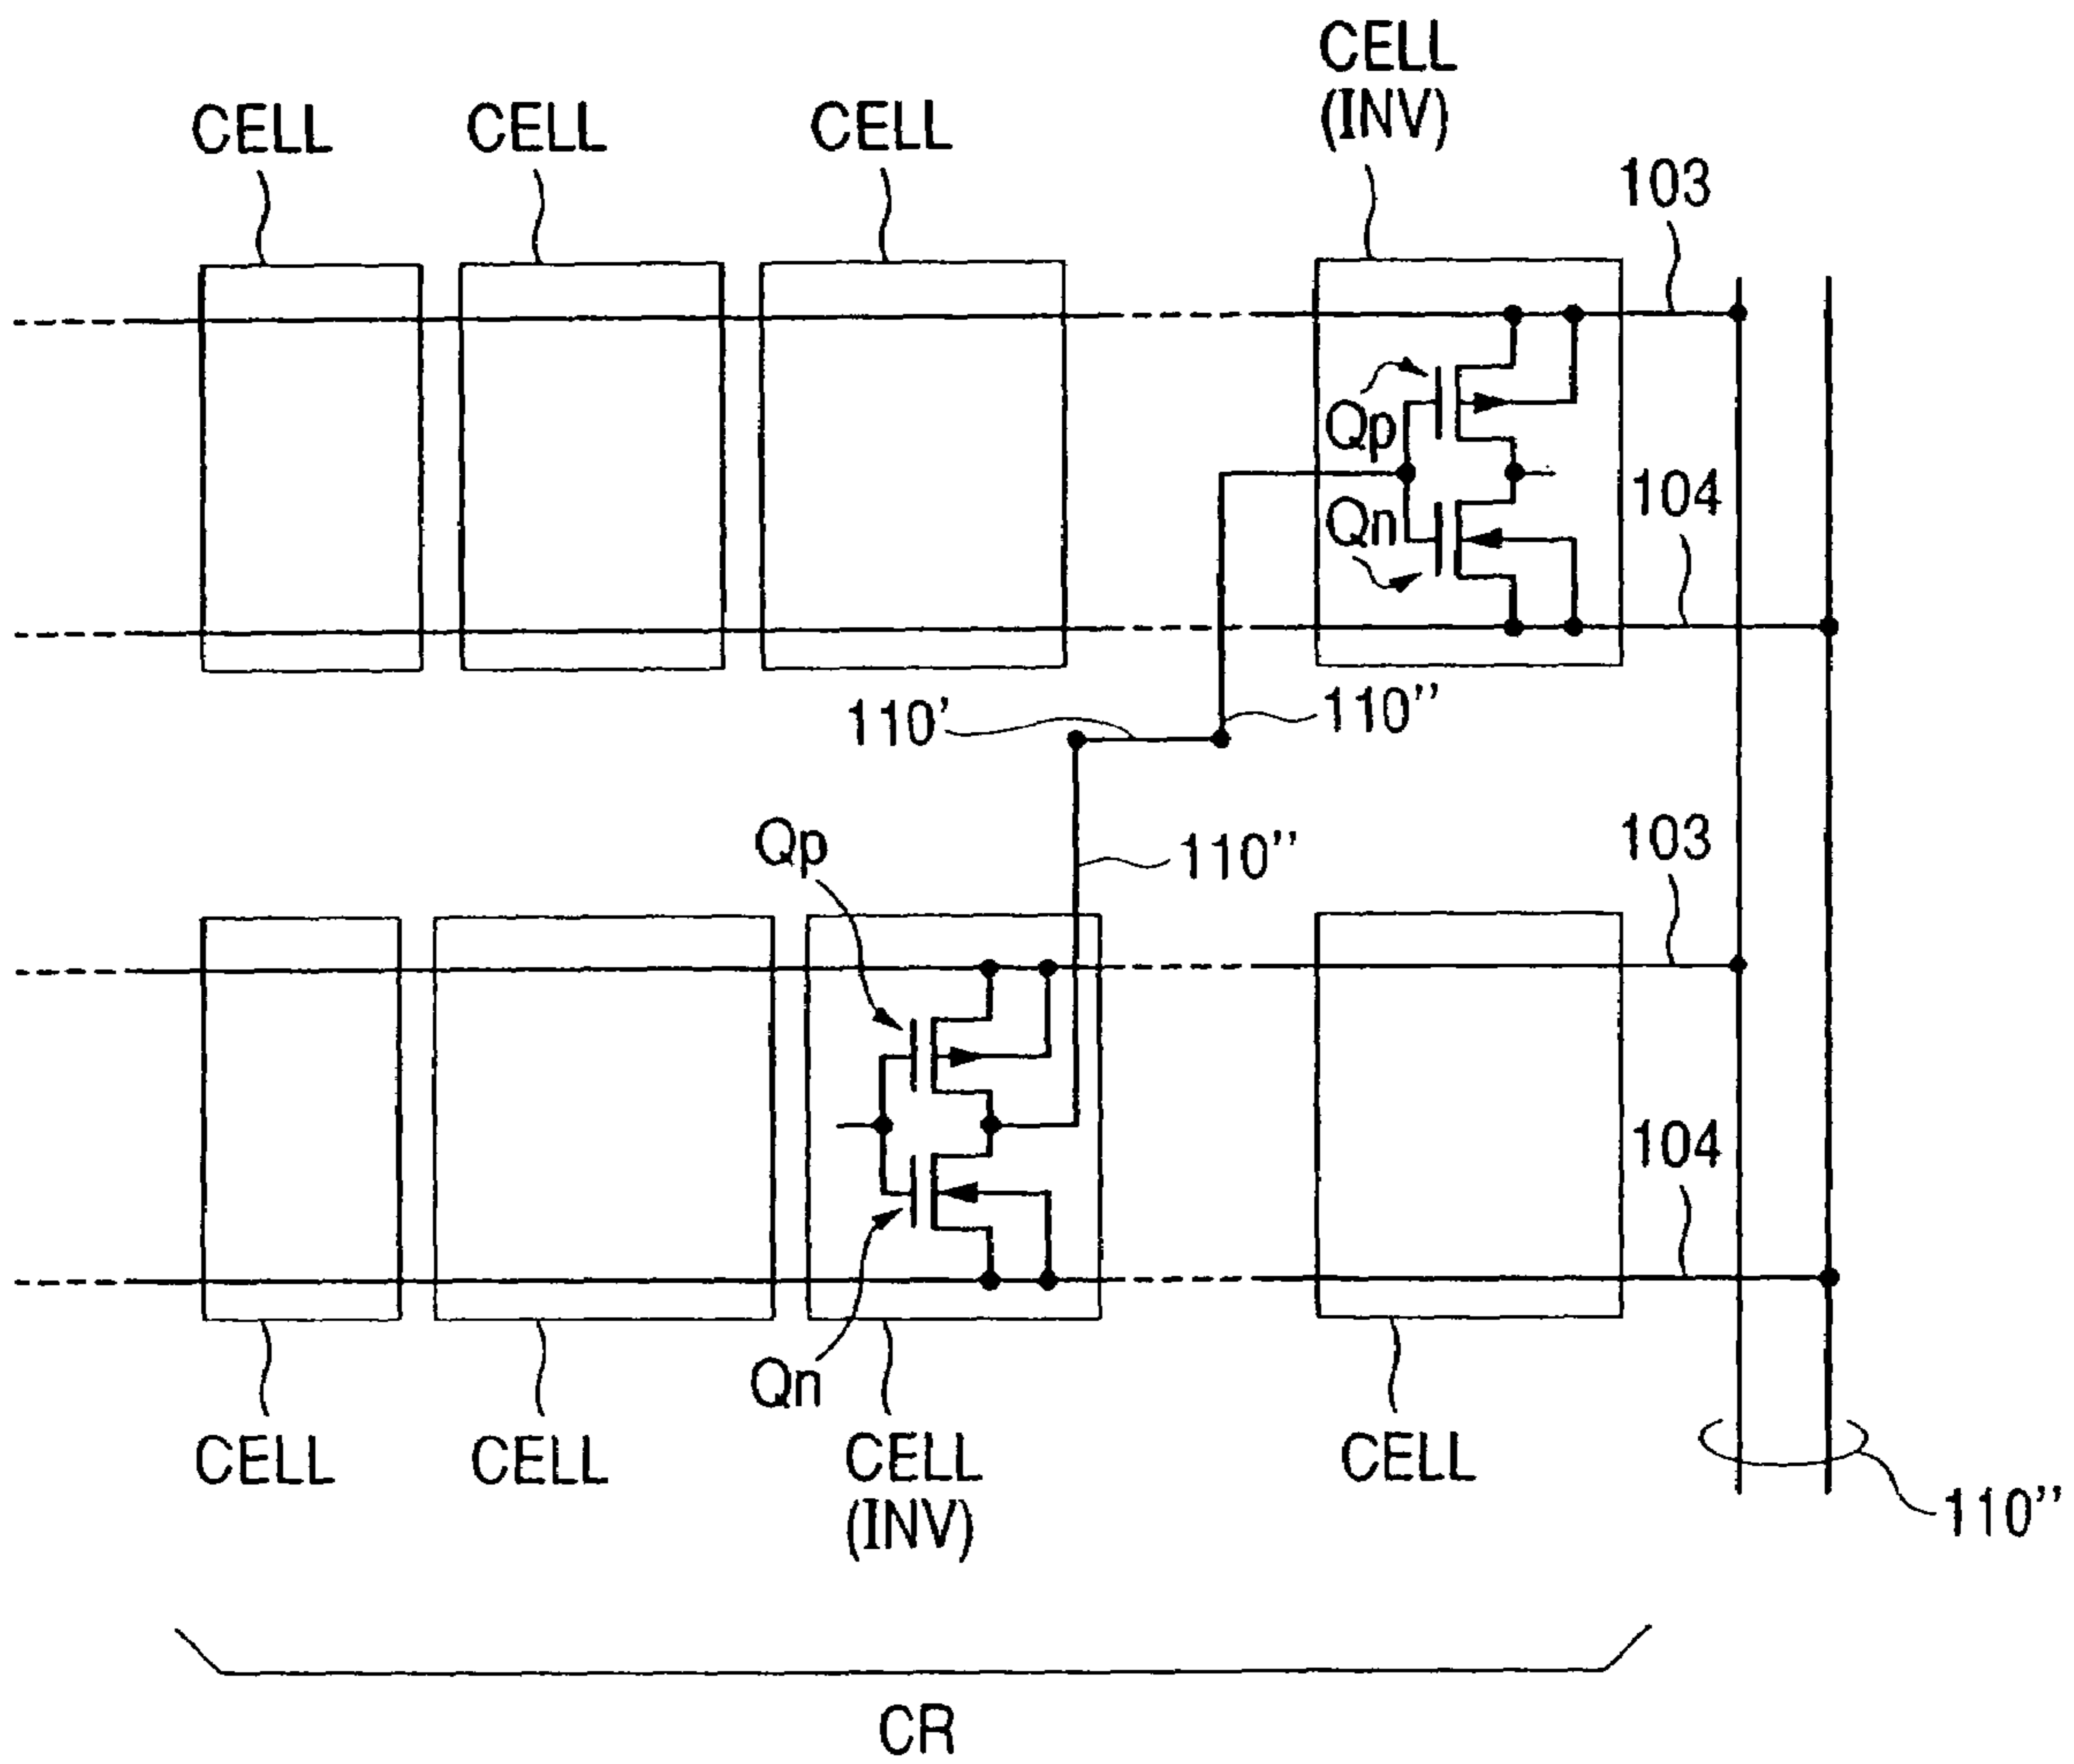 CELL
(INV)
CELL
CELL
CELL
103
Qp
104
Qn
110'
110"
Qp
110"
103
104
Qn
CELL
CELL
CELL
(INV)
CELL
110"
CR